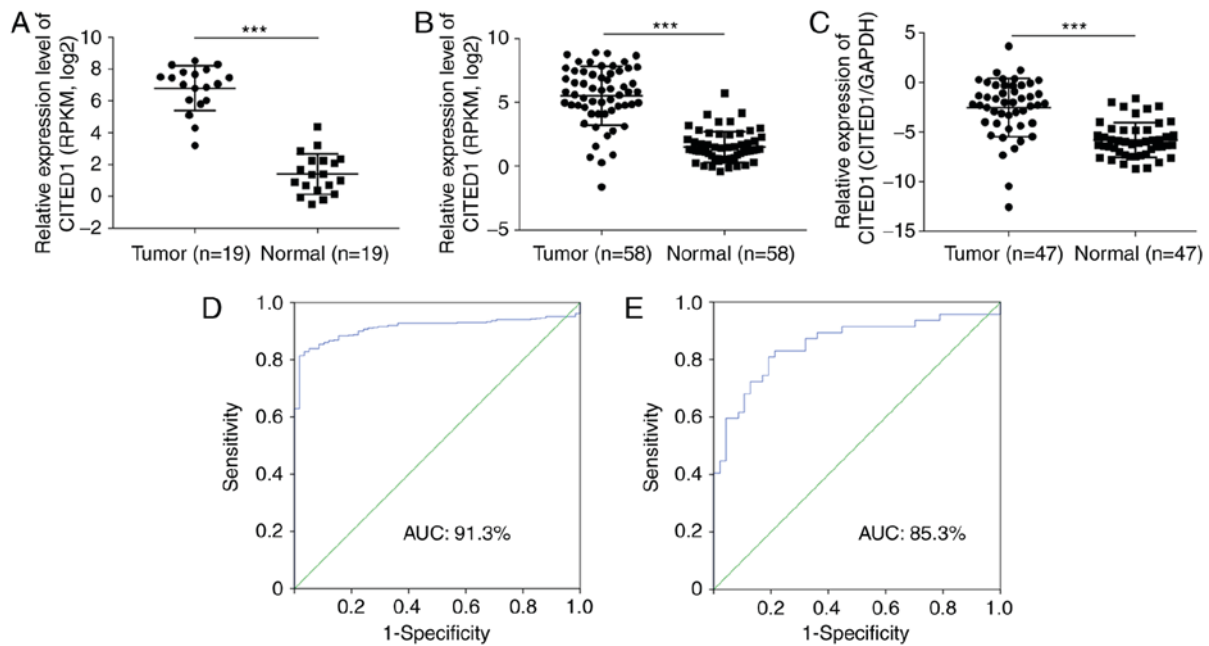 A
Relative expression level of
CITED1 (RPKM, log2)
***
10
8
6
4
2
0
−2
Tumor (n=19) Normal (n=19)
B
Relative expression level of
CITED1 (RPKM, log2)
***
10
5
0
−5
Tumor (n=58) Normal (n=58)
C
Relative expression of
CITED1 (CITED1/GAPDH)
***
5
0
−5
−10
−15
Tumor (n=47) Normal (n=47)
D
Sensitivity
1.0
0.8
0.6
0.4
0.2
0
AUC: 91.3%
0.2 0.4 0.6 0.8 1.0
1-Specificity
E
Sensitivity
1.0
0.8
0.6
0.4
0.2
0
AUC: 85.3%
0.2 0.4 0.6 0.8 1.0
1-Specificity